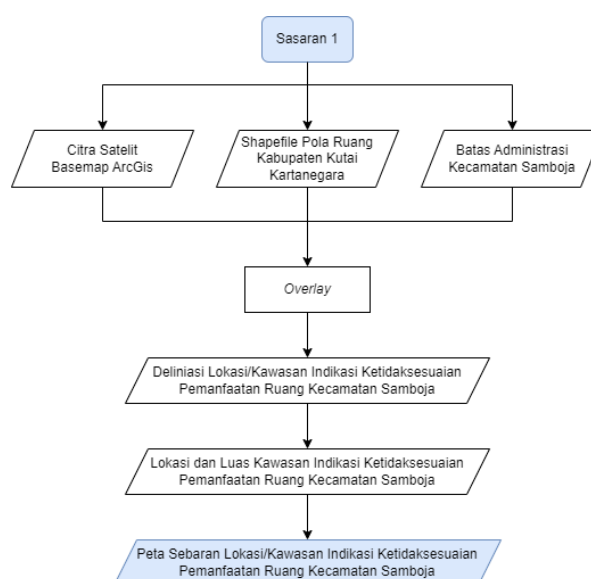 Sasaran 1
Citra Satelit
Basemap ArcGis
Shapefile Pola Ruang
Kabupaten Kutai
Kartanegara
Batas Administrasi
Kecamatan Samboja
Overlay
Deliniasi Lokasi/Kawasan Indikasi Ketidaksesuaian
Pemanfaatan Ruang Kecamatan Samboja
Lokasi dan Luas Kawasan Indikasi Ketidaksesuaian
Pemanfaatan Ruang Kecamatan Samboja
Peta Sebaran Lokasi/Kawasan Indikasi Ketidaksesuaian
Pemanfaatan Ruang Kecamatan Samboja